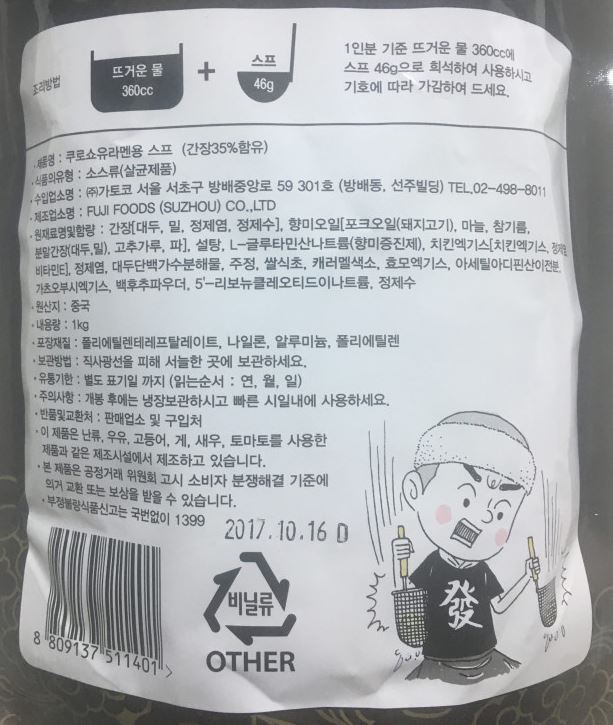 조리방법
뜨거운 물
360cc
+
스프
46g
1인분 기준 뜨거운 물 360cc에
스프 46g으로 희석하여 사용하시고
기호에 따라 가감하여 드세요.
·제품명 : 쿠로쇼유라멘용 스프 (간장35%함유)
·식품의유형 : 소스류(살균제품)
·수입업소명 : ㈜가토코 서울 서초구 방배중앙로 59 301호 (방배동, 선주빌딩) TEL.02-498-8011
·제조업소명 : FUJI FOODS (SUZHOU) CO.,LTD
·원재료명및함량 : 간장[대두, 밀, 정제염, 정제수], 향미오일[포크오일(돼지고기), 마늘, 참기름,
분말간장(대두,밀), 고추가루, 파], 설탕, L-글루타민산나트륨(향미증진제), 치킨엑기스[치킨엑기스, 정제염,
비타민E], 정제염, 대두단백가수분해물, 주정, 쌀식초, 캐러멜색소, 효모엑기스, 아세틸아디핀산이전분,
가츠오부시엑기스, 백후추파우더, 5'-리보뉴클레오티드이나트륨, 정제수
·원산지 : 중국
·내용량 : 1kg
·포장재질 : 폴리에틸렌테레프탈레이트, 나일론, 알루미늄, 폴리에틸렌
·보관방법 : 직사광선을 피해 서늘한 곳에 보관하세요.
·유통기한 : 별도 표기일 까지 (읽는순서 : 연, 월, 일)
·주의사항 : 개봉 후에는 냉장보관하시고 빠른 시일내에 사용하세요.
·반품및교환처 : 판매업소 및 구입처
·이 제품은 난류, 우유, 고등어, 게, 새우, 토마토를 사용한
제품과 같은 제조시설에서 제조하고 있습니다.
·본 제품은 공정거래 위원회 고시 소비자 분쟁해결 기준에
의거 교환 또는 보상을 받을 수 있습니다.
·부정불량식품신고는 국번없이 1399
2017.10.16 D
發
비닐류
OTHER
8 809137 511401 >